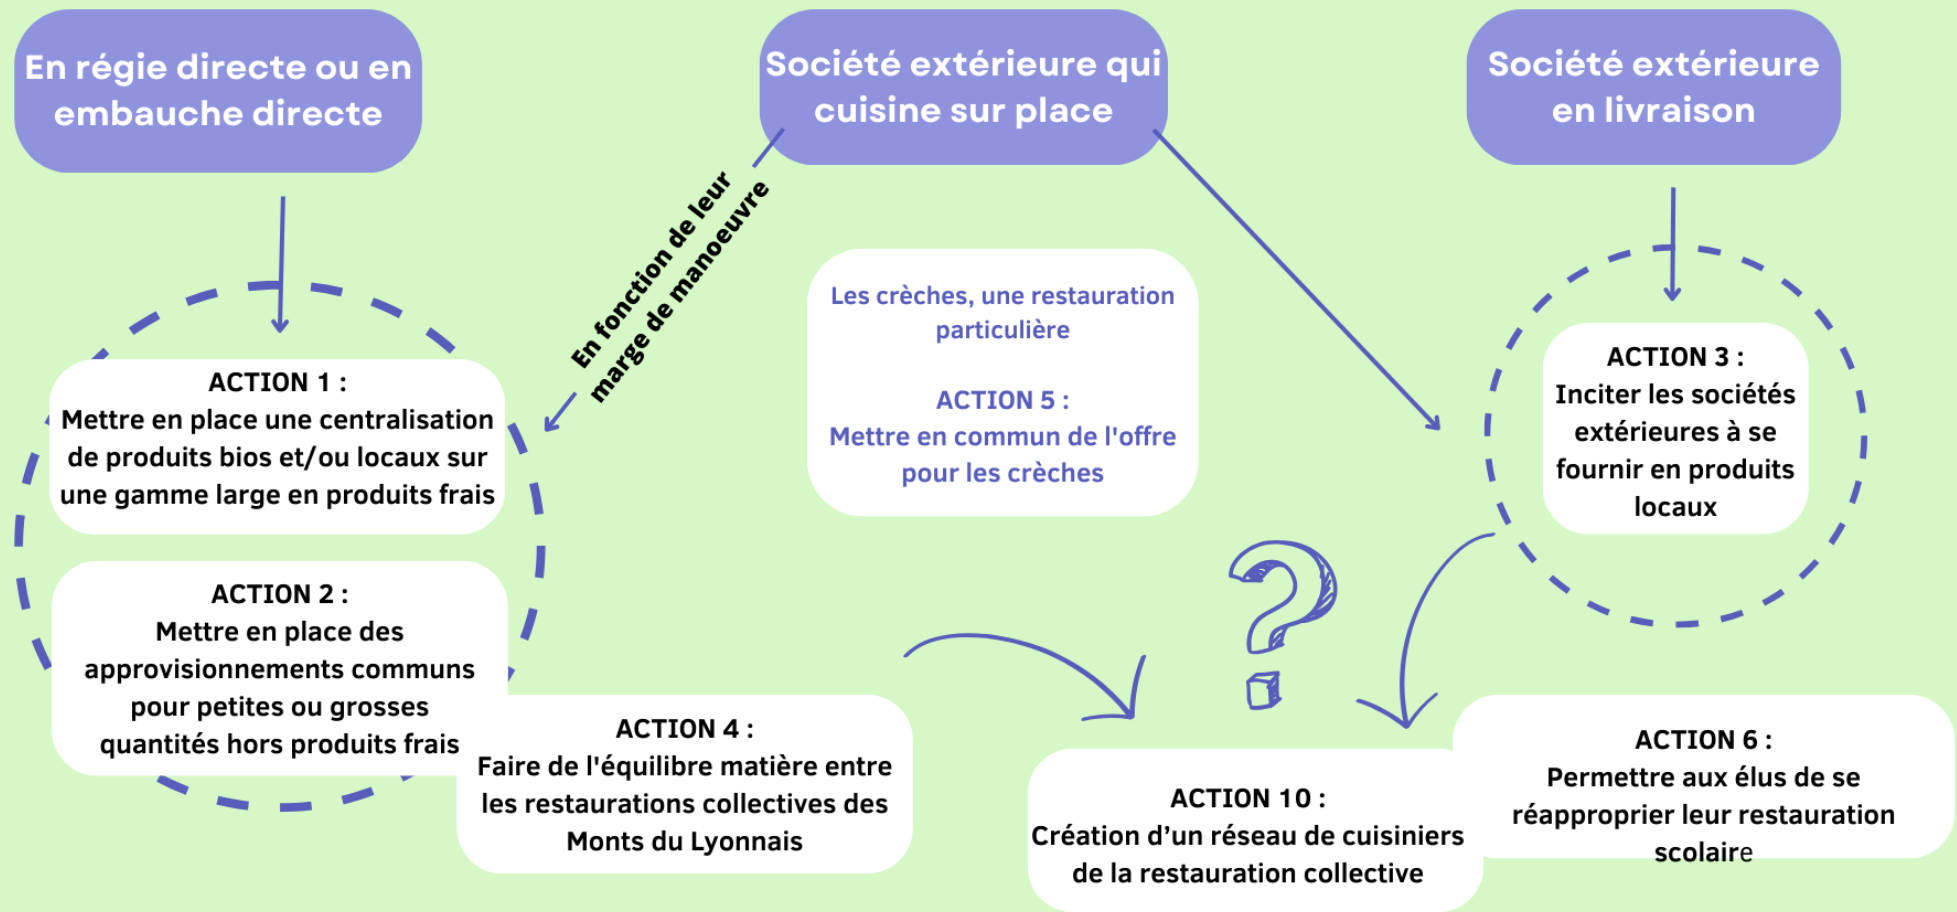 En régie directe ou en
embauche directe
Société extérieure qui
cuisine sur place
Société extérieure
en livraison
En fonction de leur
marge de manoeuvre
Les crèches, une restauration
particulière
ACTION 5 :
Mettre en commun de l'offre
pour les crèches
ACTION 3 :
Inciter les sociétés
extérieures à se
fournir en produits
locaux
ACTION 1 :
Mettre en place une centralisation
de produits bios et/ou locaux sur
une gamme large en produits frais
ACTION 2 :
Mettre en place des
approvisionnements communs
pour petites ou grosses
quantités hors produits frais
?
ACTION 4 :
Faire de l'équilibre matière entre
les restaurations collectives des
Monts du Lyonnais
ACTION 10 :
Création d’un réseau de cuisiniers
de la restauration collective
ACTION 6 :
Permettre aux élus de se
réapproprier leur restauration
scolaire